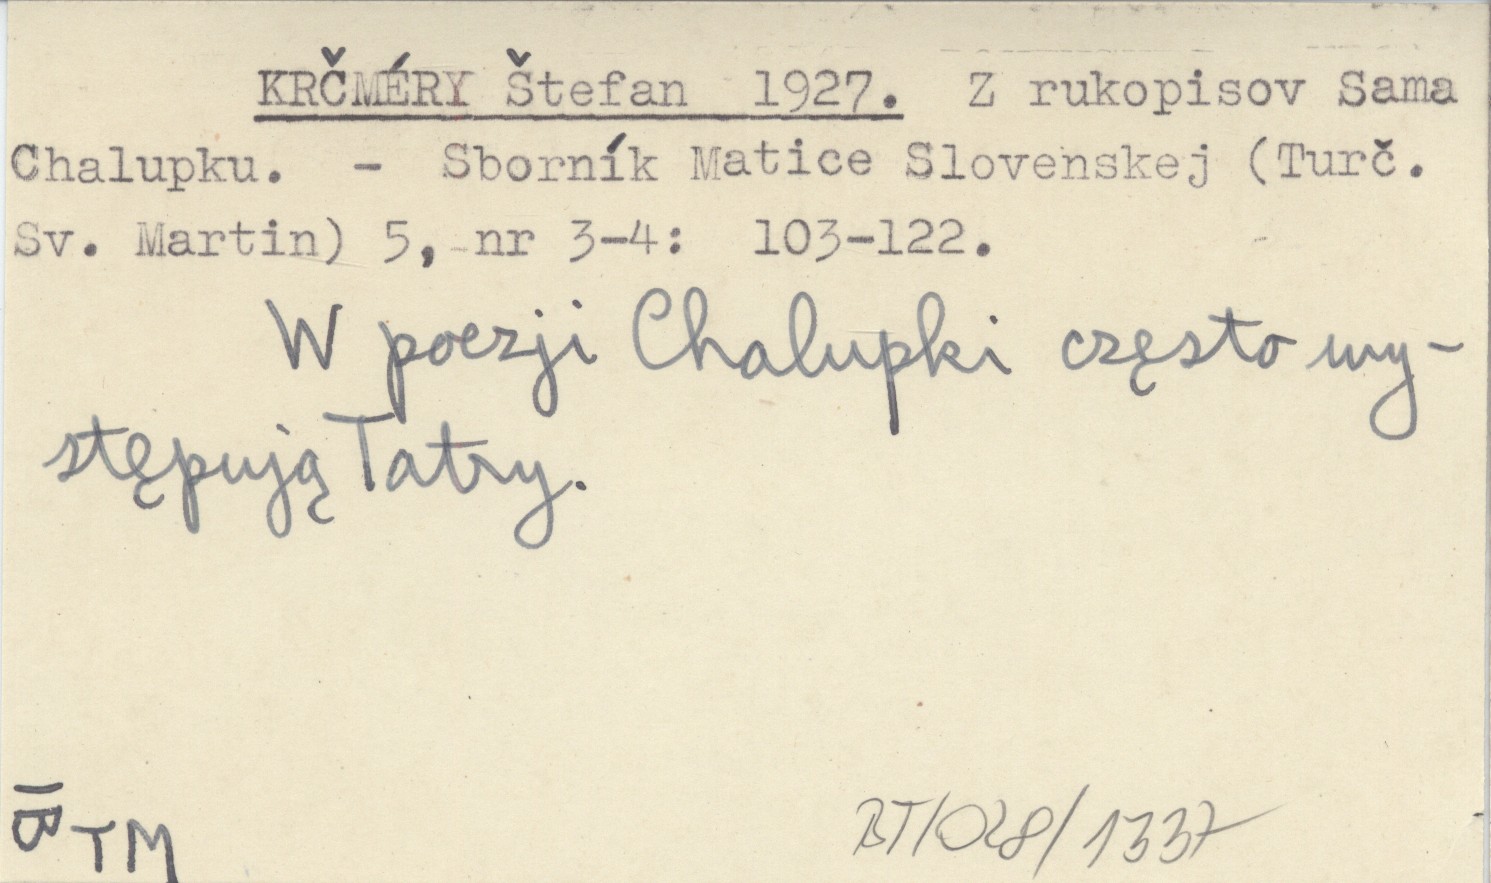 KRČMÉRY Štefan 1927. Z rukopisov Sama
Chalupku. - Sborník Matice Slovenskej (Turč.
Sv. Martin) 5, nr 3-4: 103-122.
W poezji Chalupki często wy-
stępują Tatry.
IB
TM
BT/028/1337